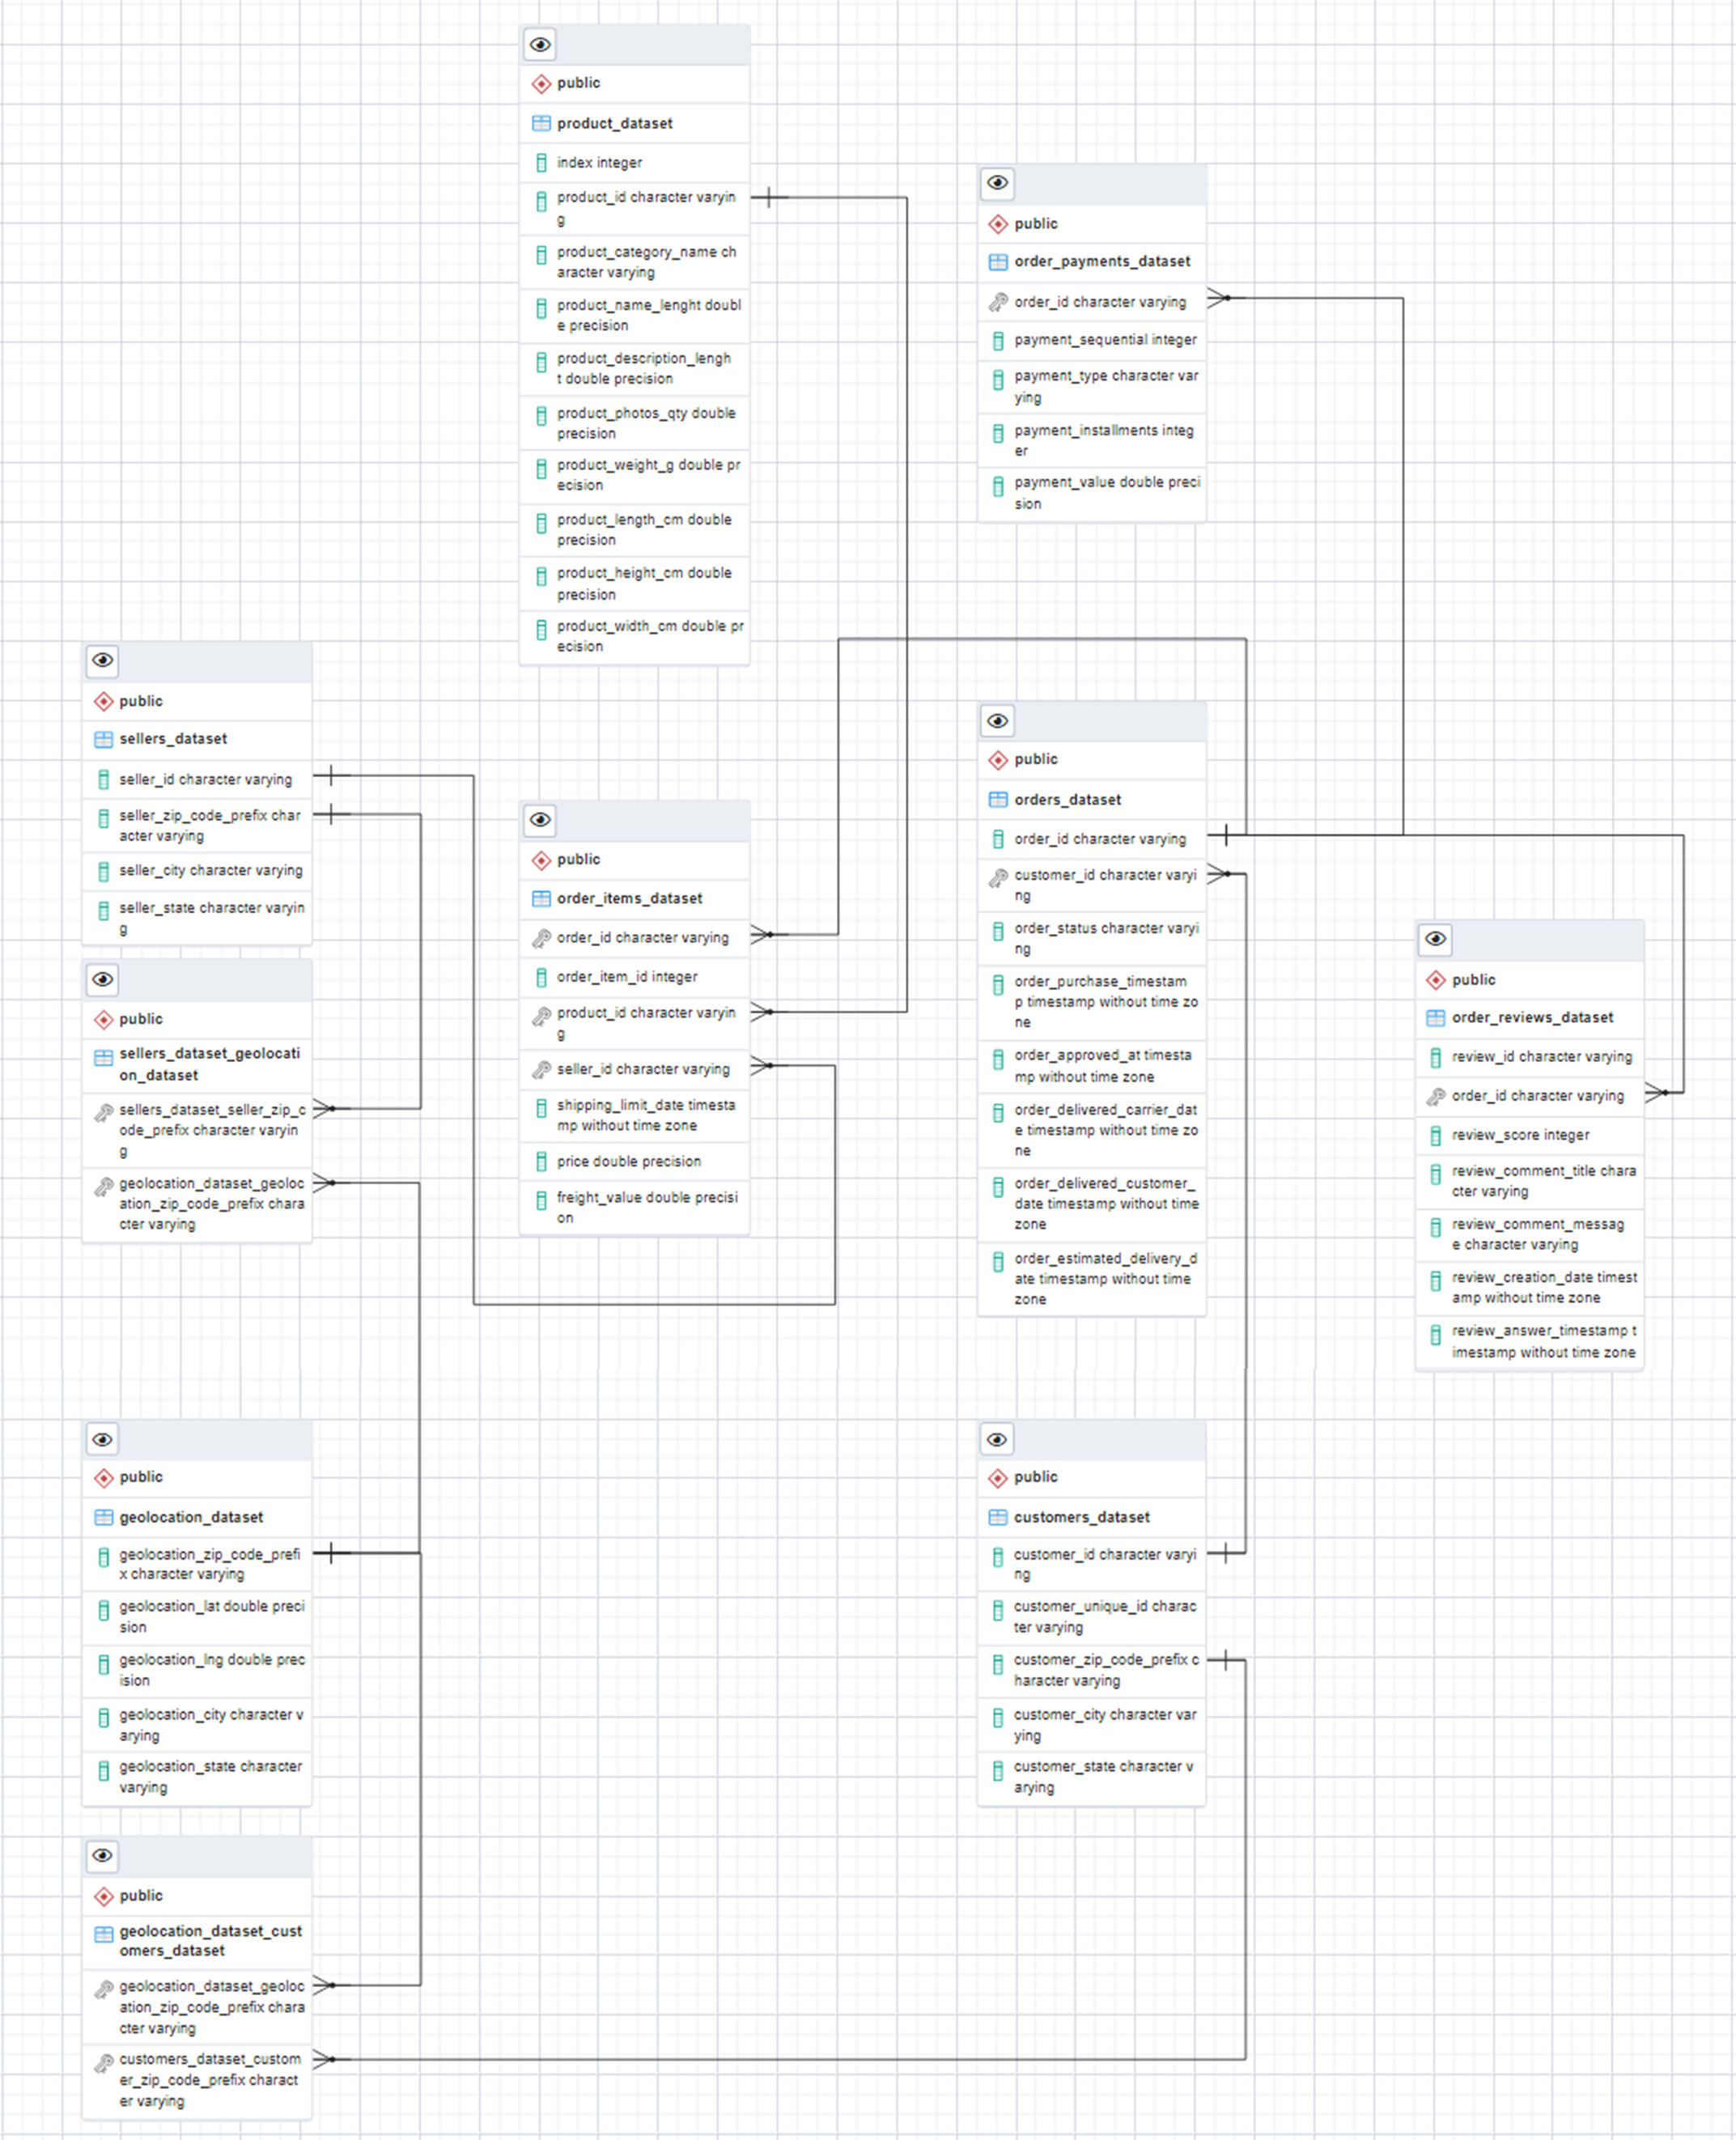 public
product_dataset
index integer
product_id character varyin
g
product_category_name ch
aracter varying
product_name_lenght doubl
e precision
product_description_lengh
t double precision
product_photos_qty double
precision
product_weight_g double pr
ecision
product_length_cm double
precision
product_height_cm double
precision
product_width_cm double pr
ecision
public
order_payments_dataset
order_id character varying
payment_sequential integer
payment_type character var
ying
payment_installments integ
er
payment_value double preci
sion
public
sellers_dataset
seller_id character varying
seller_zip_code_prefix char
acter varying
seller_city character varying
seller_state character varyin
g
public
sellers_dataset_geolocati
on_dataset
sellers_dataset_seller_zip_c
ode_prefix character varyin
g
geolocation_dataset_geoloc
ation_zip_code_prefix chara
cter varying
public
order_items_dataset
order_id character varying
order_item_id integer
product_id character varyin
g
seller_id character varying
shipping_limit_date timesta
mp without time zone
price double precision
freight_value double precisi
on
public
orders_dataset
order_id character varying
customer_id character varyi
ng
order_status character varyi
ng
order_purchase_timestam
p timestamp without time zo
ne
order_approved_at timesta
mp without time zone
order_delivered_carrier_dat
e timestamp without time zo
ne
order_delivered_customer_
date timestamp without time
zone
order_estimated_delivery_d
ate timestamp without time
zone
public
order_reviews_dataset
review_id character varying
order_id character varying
review_score integer
review_comment_title chara
cter varying
review_comment_messag
e character varying
review_creation_date timest
amp without time zone
review_answer_timestamp t
imestamp without time zone
public
geolocation_dataset
geolocation_zip_code_prefi
x character varying
geolocation_lat double preci
sion
geolocation_lng double prec
ision
geolocation_city character v
arying
geolocation_state character
varying
public
customers_dataset
customer_id character varyi
ng
customer_unique_id charac
ter varying
customer_zip_code_prefix c
haracter varying
customer_city character var
ying
customer_state character v
arying
public
geolocation_dataset_cust
omers_dataset
geolocation_dataset_geoloc
ation_zip_code_prefix chara
cter varying
customers_dataset_custom
er_zip_code_prefix charact
er varying